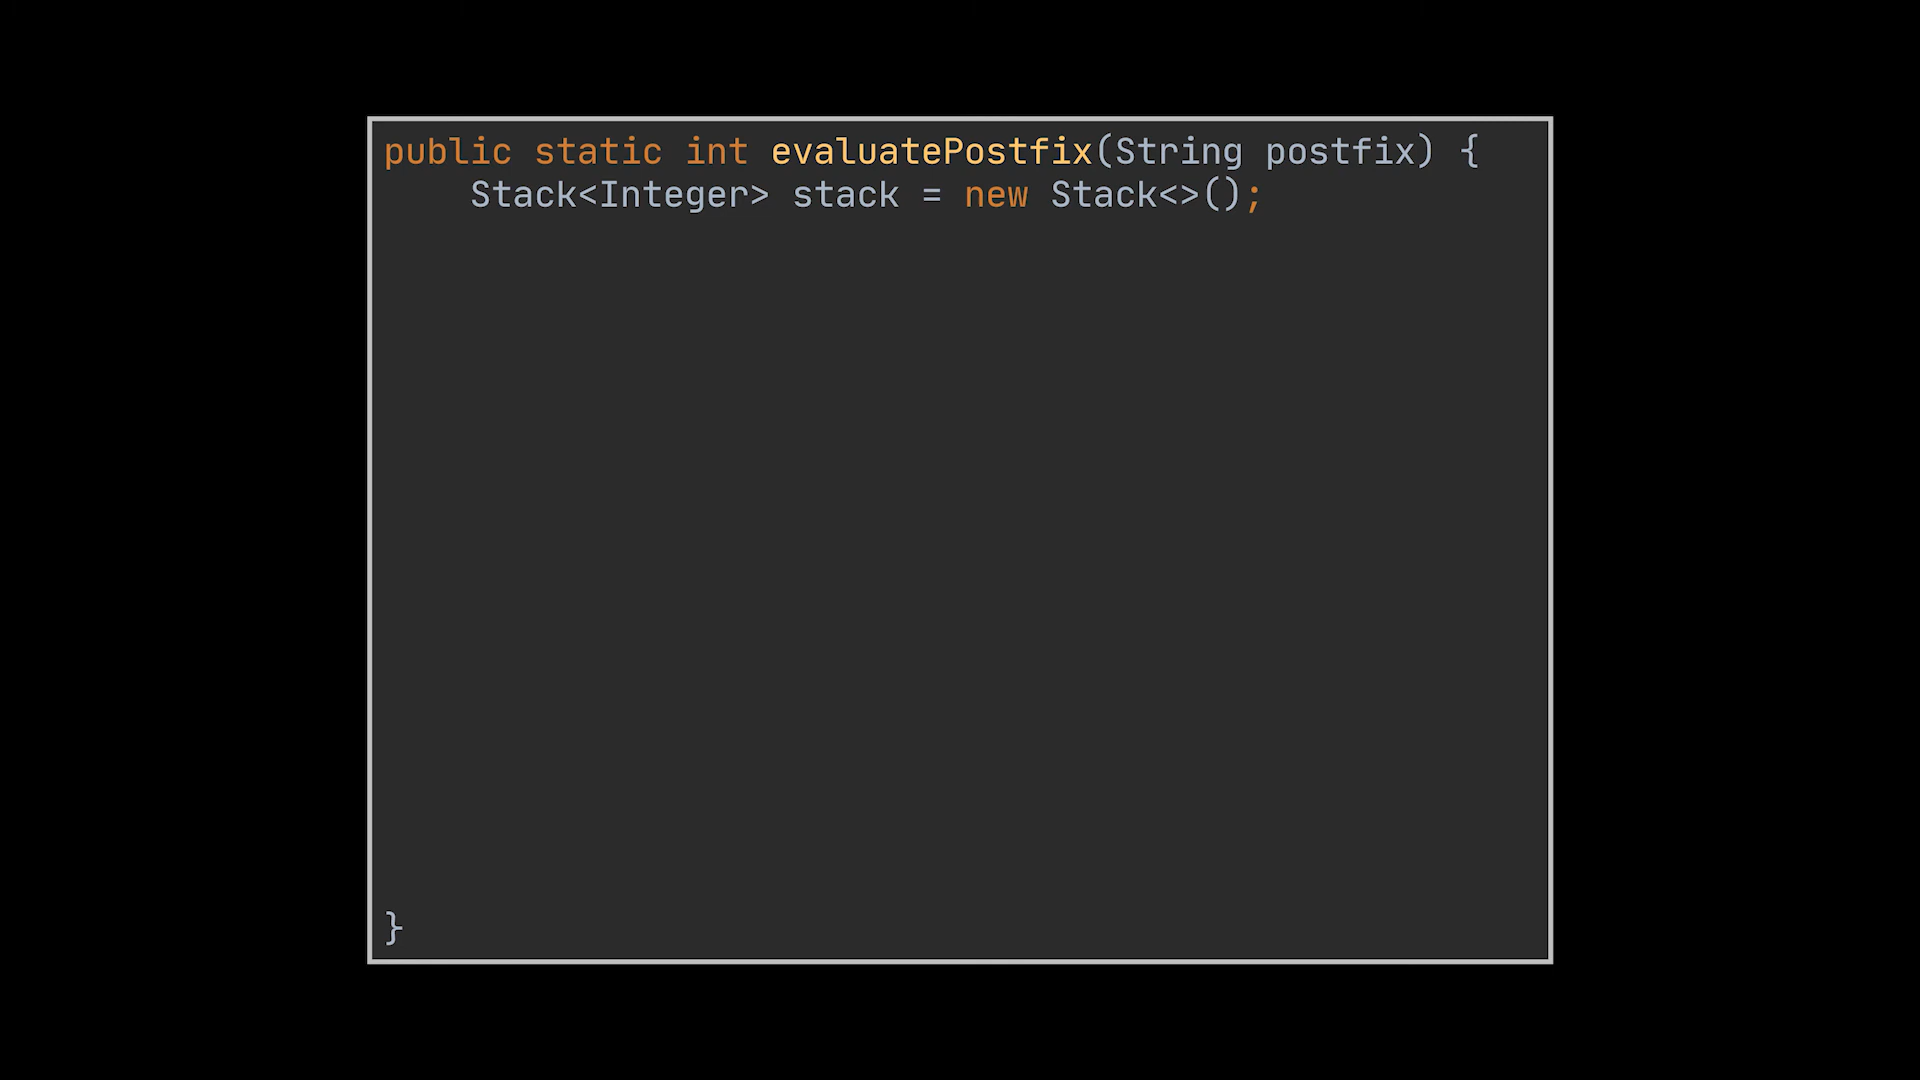 public static int evaluatePostfix(String postfix) {
    Stack<Integer> stack = new Stack<>();
}